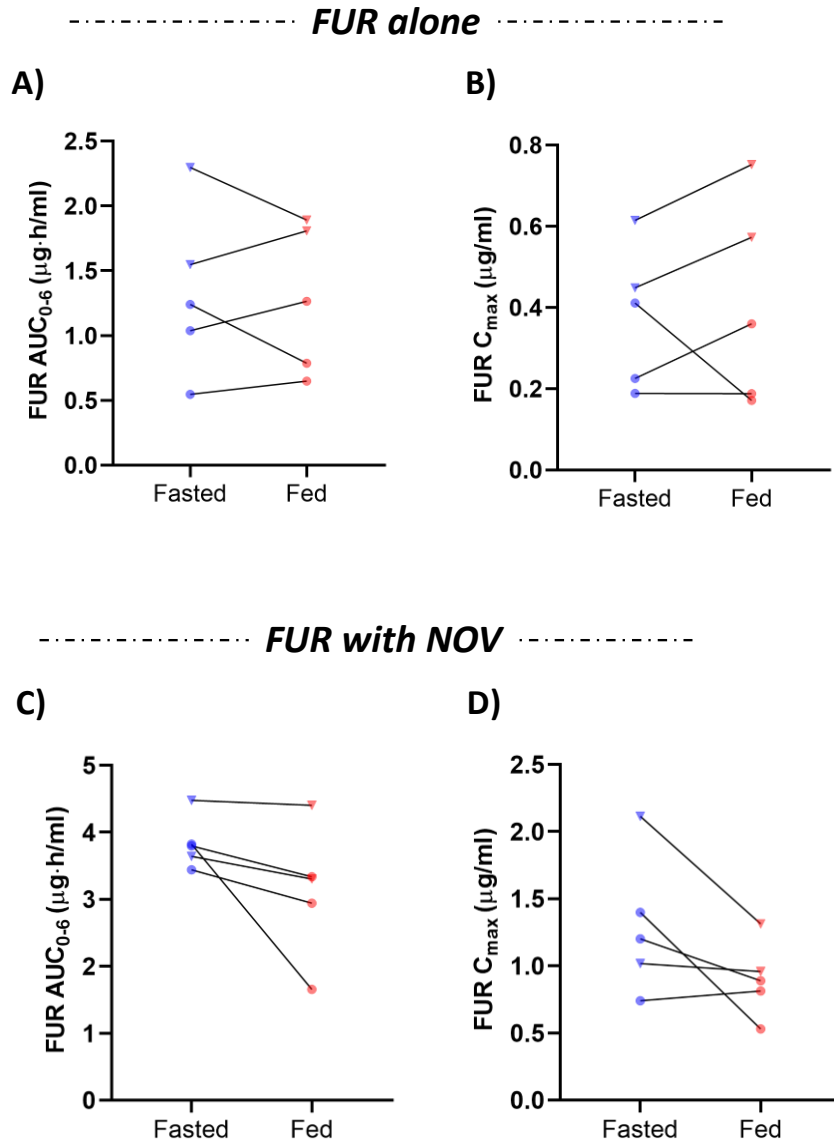 FUR alone
A)
FUR AUC0-6 (μg·h/ml)
2.5
2.0
1.5
1.0
0.5
0.0
Fasted Fed
B)
FUR Cmax (μg/ml)
0.8
0.6
0.4
0.2
0.0
Fasted Fed
FUR with NOV
C)
FUR AUC0-6 (μg·h/ml)
5
4
3
2
1
0
Fasted Fed
D)
FUR Cmax (μg/ml)
2.5
2.0
1.5
1.0
0.5
0.0
Fasted Fed